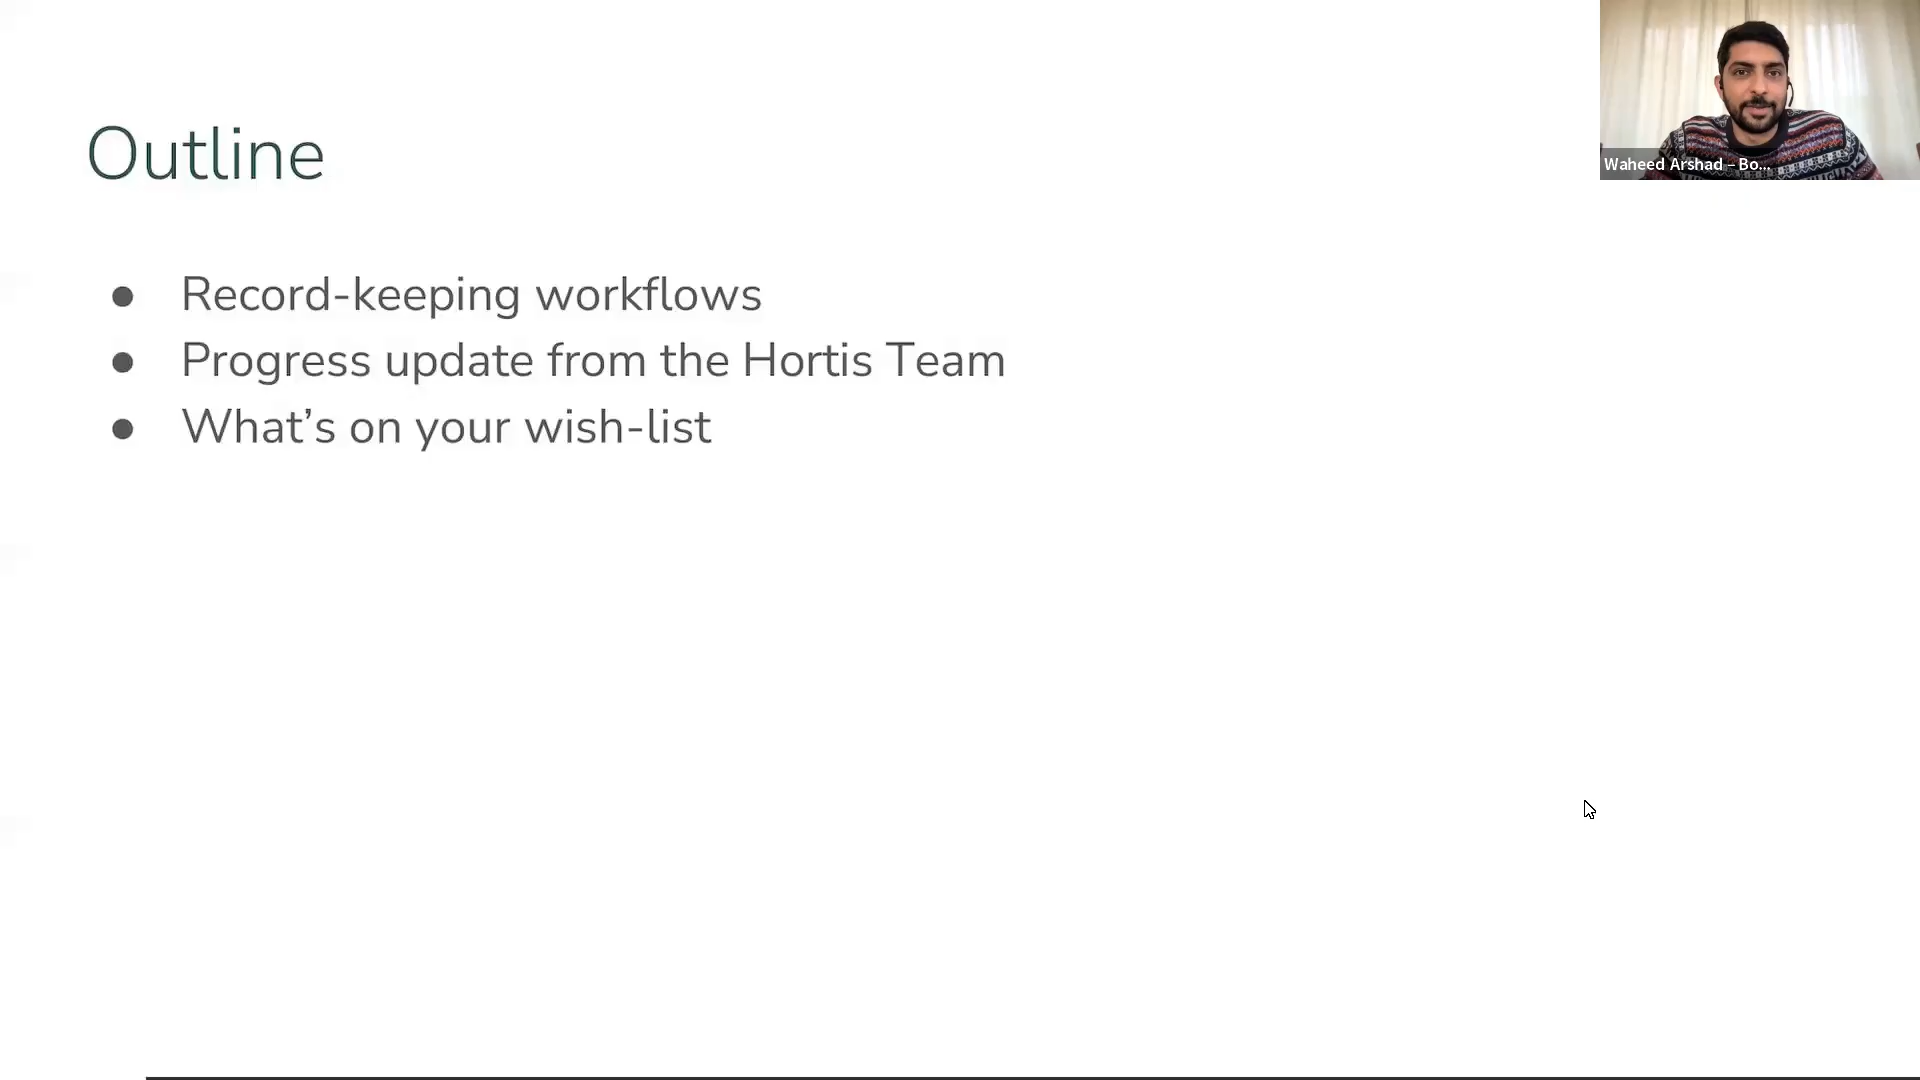 Outline
● Record-keeping workflows
● Progress update from the Hortis Team
● What’s on your wish-list
Waheed Arshad – Bo...